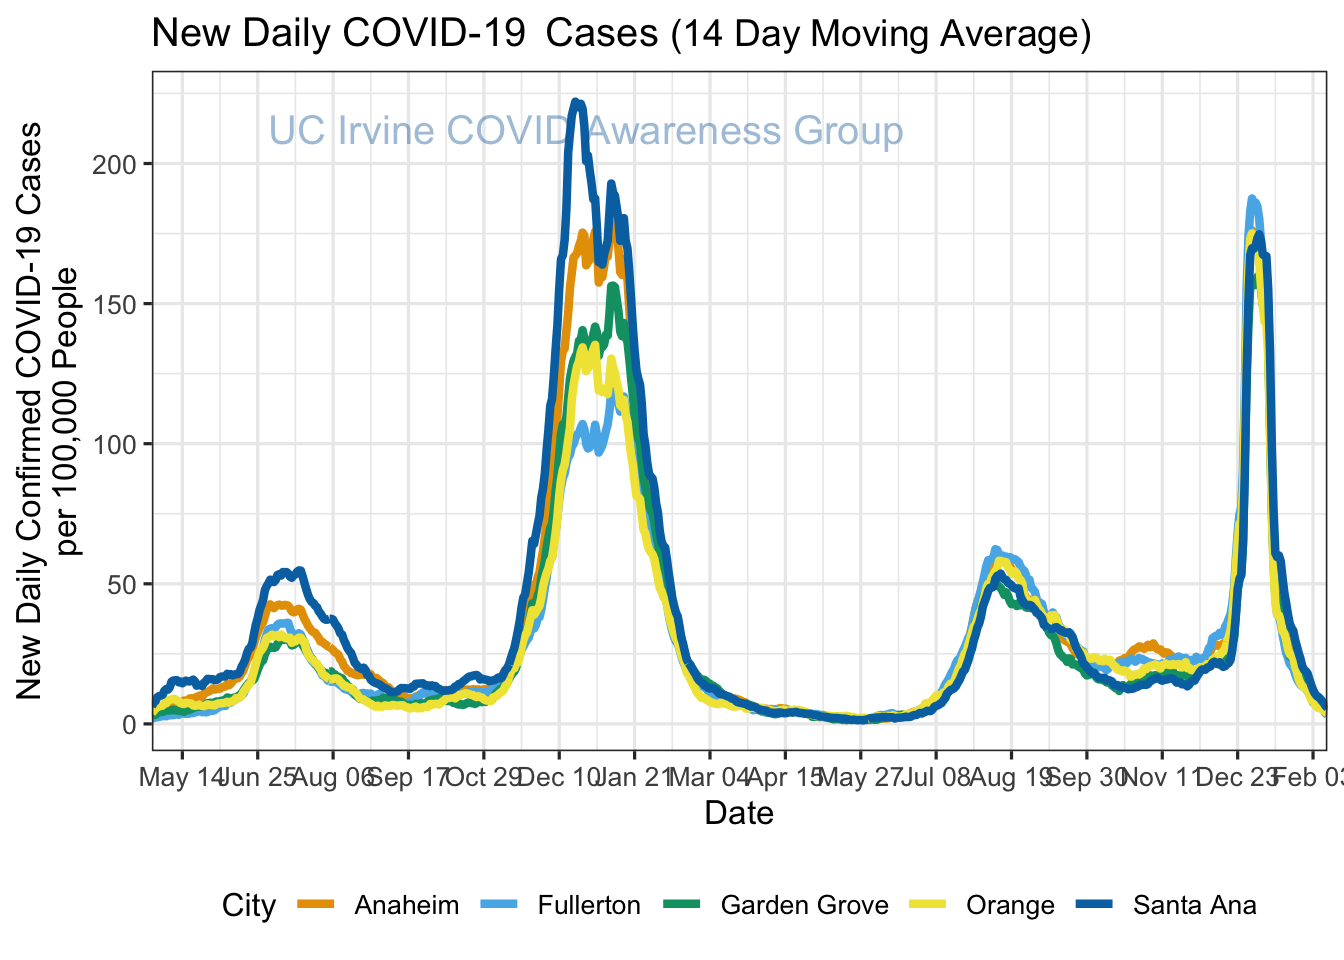 New Daily COVID-19 Cases (14 Day Moving Average)
UC Irvine COVID Awareness Group
New Daily Confirmed COVID-19 Cases
per 100,000 People
200
150
100
50
0
May 14 Jun 25 Aug 06 Sep 17 Oct 29 Dec 10 Jan 21 Mar 04 Apr 15 May 27 Jul 08 Aug 19 Sep 30 Nov 11 Dec 23 Feb 03
Date
City Anaheim Fullerton Garden Grove Orange Santa Ana